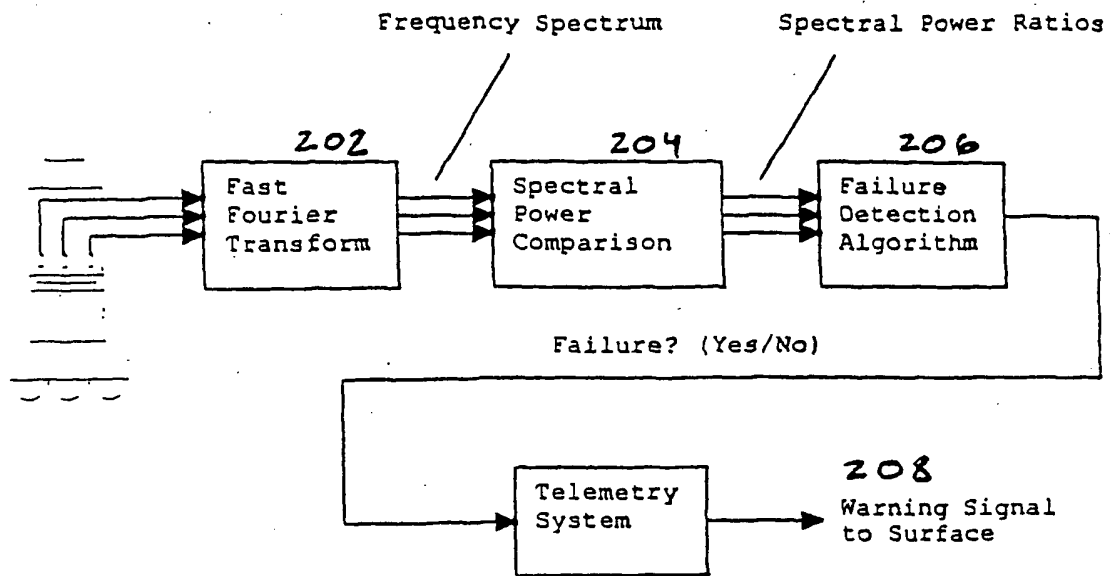 Frequency Spectrum
Spectral Power Ratios
202
204
206
Fast
Fourier
Transform
Spectral
Power
Comparison
Failure
Detection
Algorithm
Failure? (Yes/No)
Telemetry
System
208
Warning Signal
to Surface